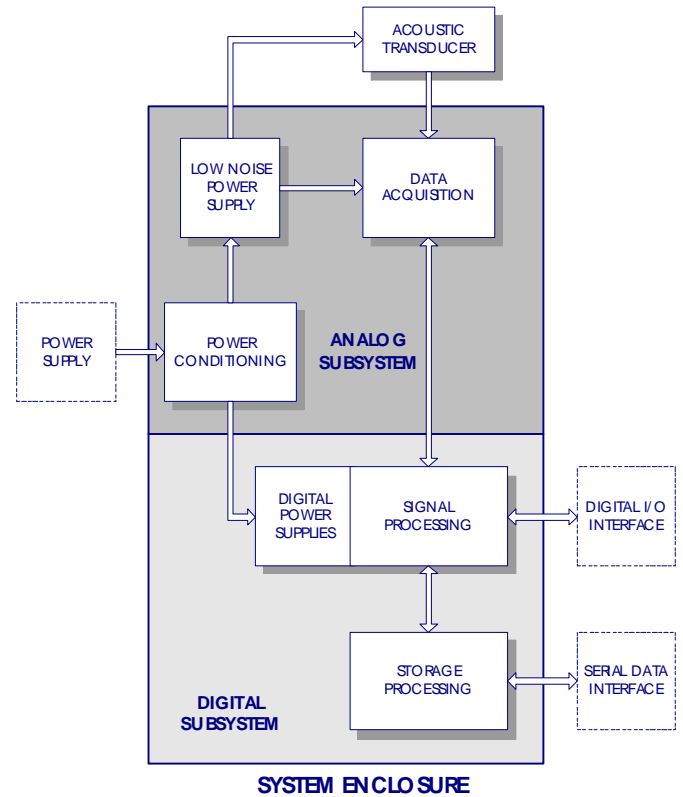 ACOUSTIC
TRANSDUCER
LOW NOISE
POWER
SUPPLY
DATA
ACQUISITION
POWER
SUPPLY
POWER
CONDITIONING
ANALOG
SUBSYSTEM
DIGITAL
POWER
SUPPLIES
SIGNAL
PROCESSING
DIGITAL I/O
INTERFACE
STORAGE
PROCESSING
SERIAL DATA
INTERFACE
DIGITAL
SUBSYSTEM
SYSTEM ENCLOSURE